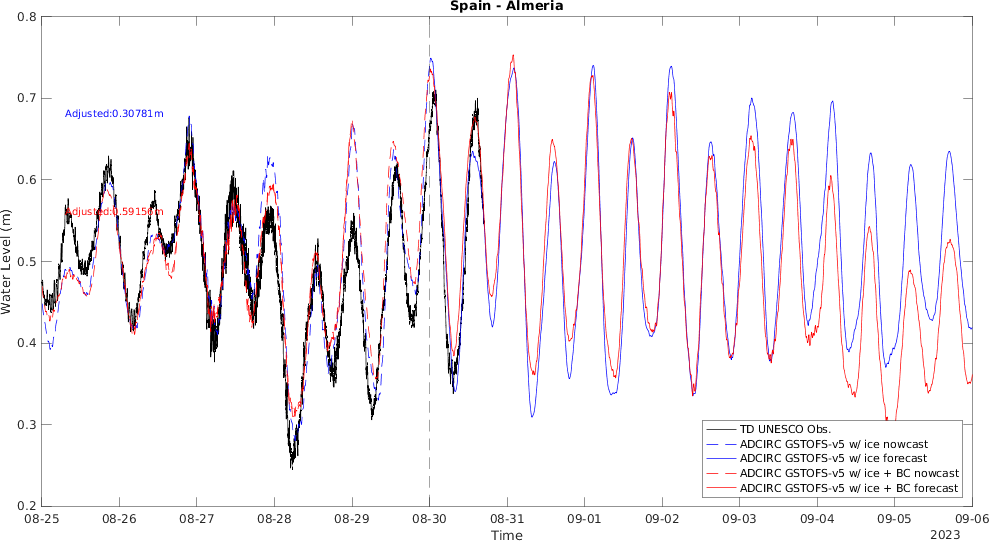 Spain - Almeria
0.8
0.7
0.6
0.5
0.4
0.3
0.2
Water Level (m)
Adjusted:0.30781m
Adjusted:0.59156m
TD UNESCO Obs.
ADCIRC GSTOFS-v5 w/ ice nowcast
ADCIRC GSTOFS-v5 w/ ice forecast
ADCIRC GSTOFS-v5 w/ ice + BC nowcast
ADCIRC GSTOFS-v5 w/ ice + BC forecast
08-25 08-26 08-27 08-28 08-29 08-30 08-31 09-01 09-02 09-03 09-04 09-05 09-06
Time
2023